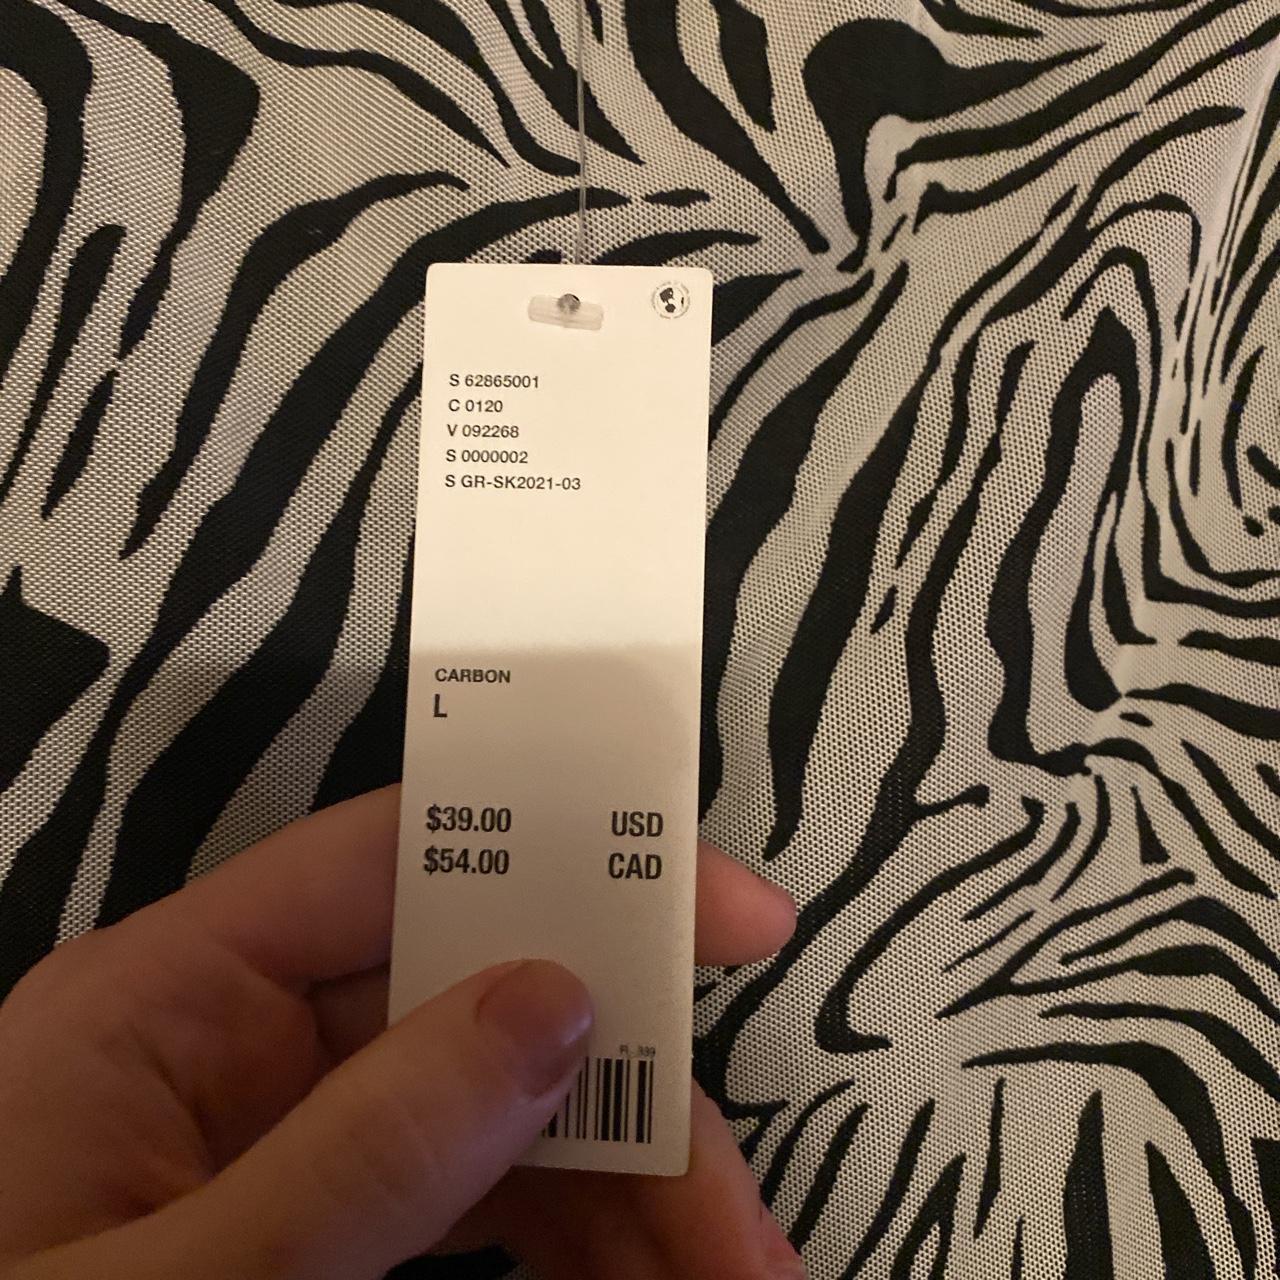 S 62865001
C 0120
V 092268
S 0000002
S GR-SK2021-03
CARBON
L
$39.00 USD
$54.00 CAD